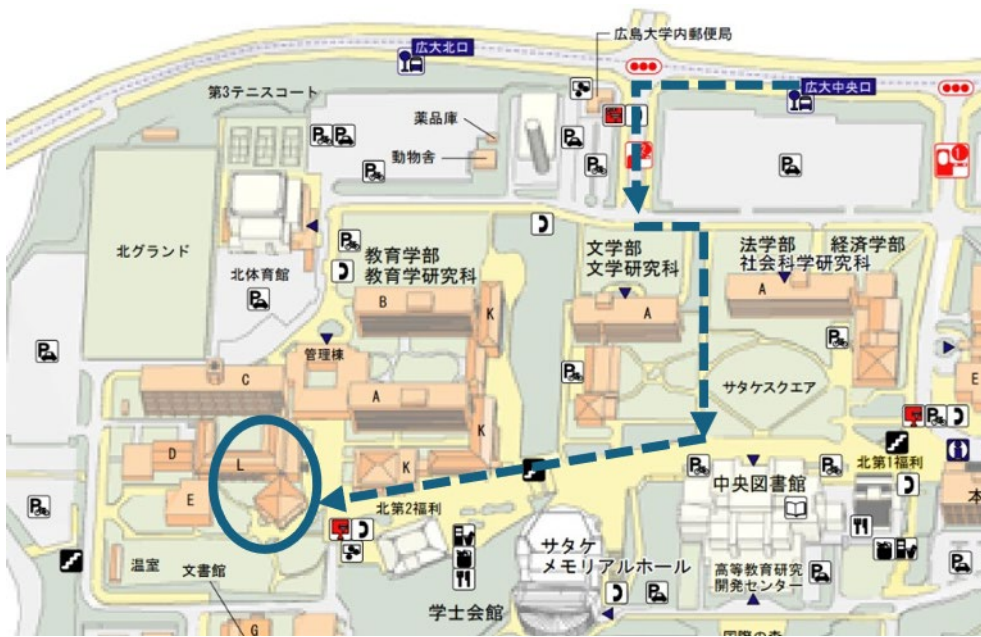 広島大学内郵便局
広大北口
広大中央口
第3テニスコート
薬品庫
動物舎
北グランド
北体育館
教育学部
教育学研究科
文学部
文学研究科
法学部 経済学部
社会科学研究科
A
A
B
K
管理棟
C
A
K
K
サタケスクエア
E
D
L
E
北第2福利
北第1福利
中央図書館
本
サタケ
メモリアルホール
高等教育研究
開発センター
温室
文書館
学士会館
G
国際の森
P
1